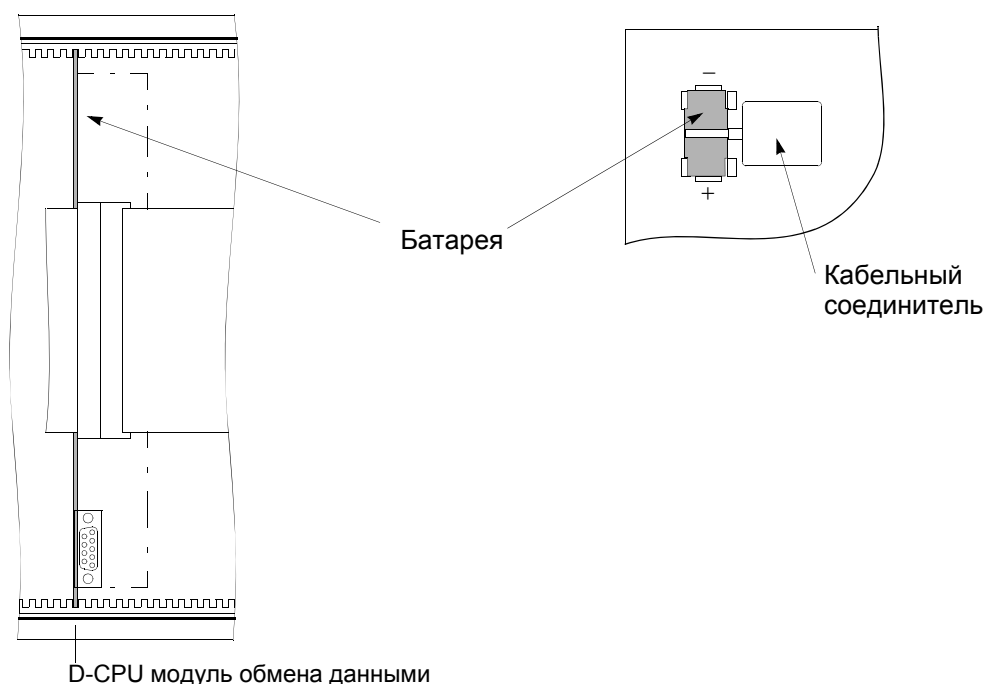 −
+
Батарея
Кабельный
соединитель
D-CPU модуль обмена данными